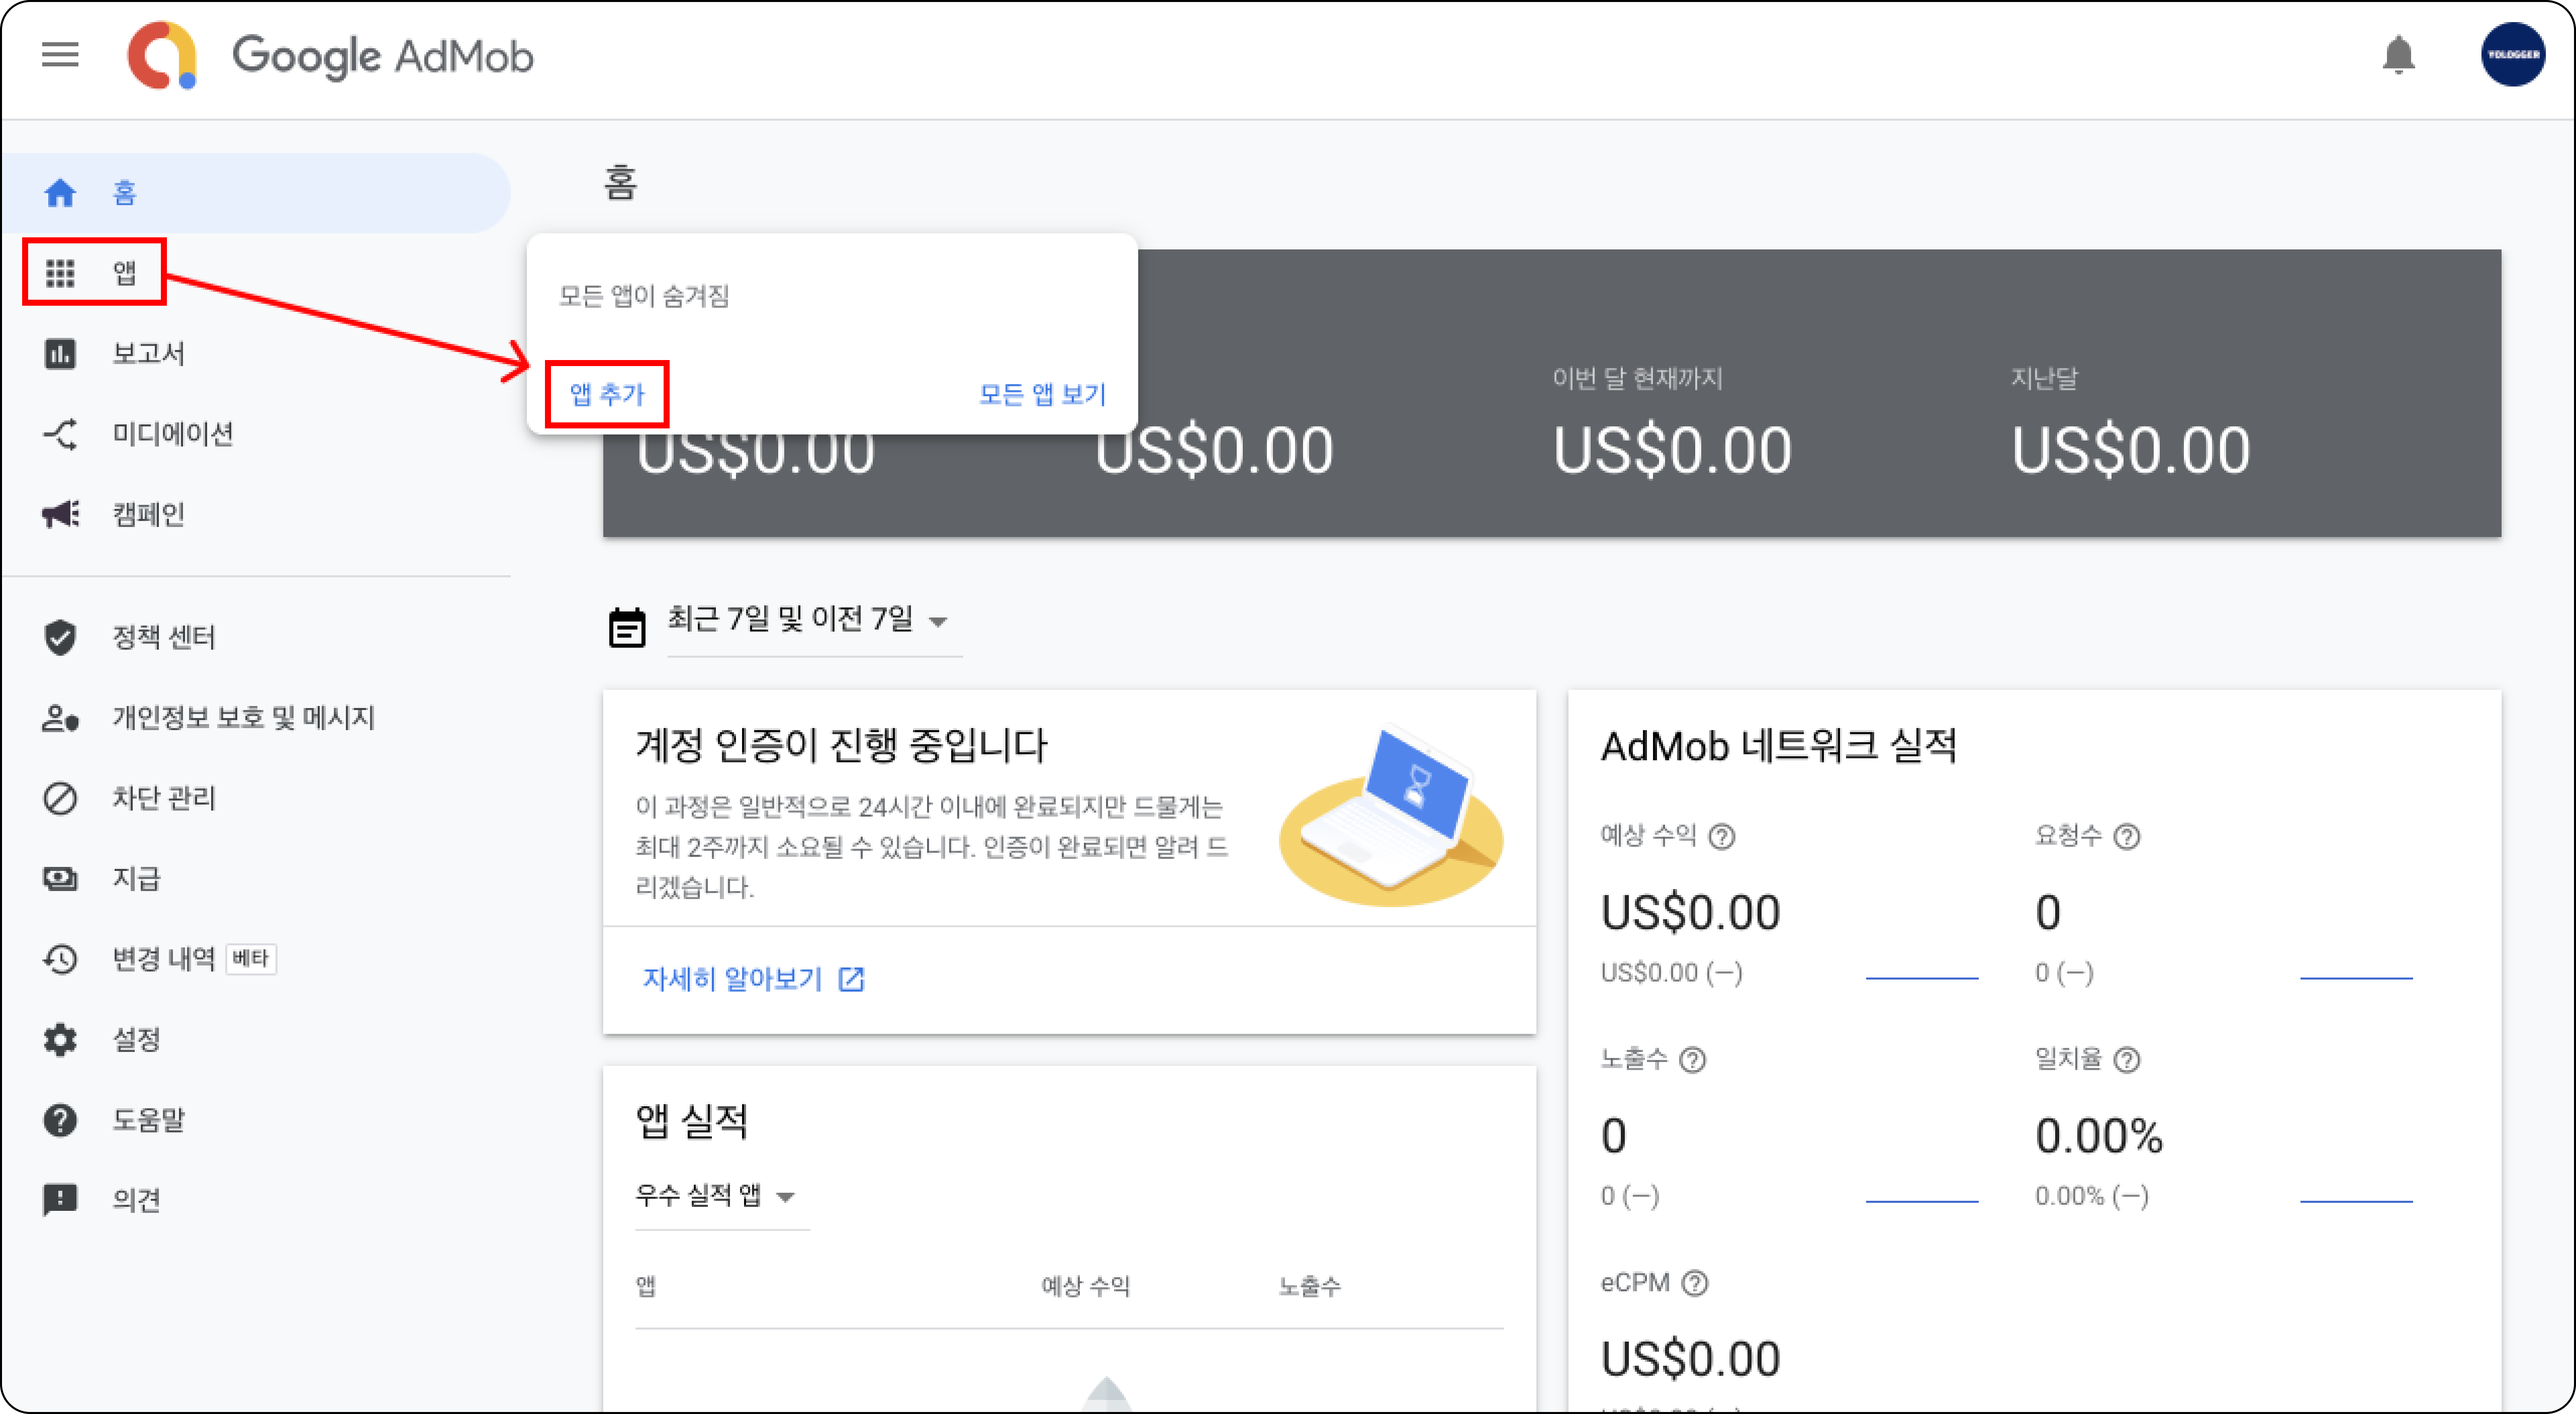 Google AdMob
YOLOGGER
홈
앱
보고서
미디에이션
캠페인
정책 센터
개인정보 보호 및 메시지
차단 관리
지급
변경 내역 베타
설정
도움말
의견
홈
모든 앱이 숨겨짐
앱 추가 모든 앱 보기
이번 달 현재까지 지난달
US$0.00 US$0.00 US$0.00 US$0.00
최근 7일 및 이전 7일
계정 인증이 진행 중입니다
이 과정은 일반적으로 24시간 이내에 완료되지만 드물게는
최대 2주까지 소요될 수 있습니다. 인증이 완료되면 알려 드
리겠습니다.
자세히 알아보기
앱 실적
우수 실적 앱
앱 예상 수익 노출수
AdMob 네트워크 실적
예상 수익 요청수
US$0.00 0
US$0.00 (—) 0 (—)
노출수 일치율
0 0.00%
0 (—) 0.00% (—)
eCPM
US$0.00